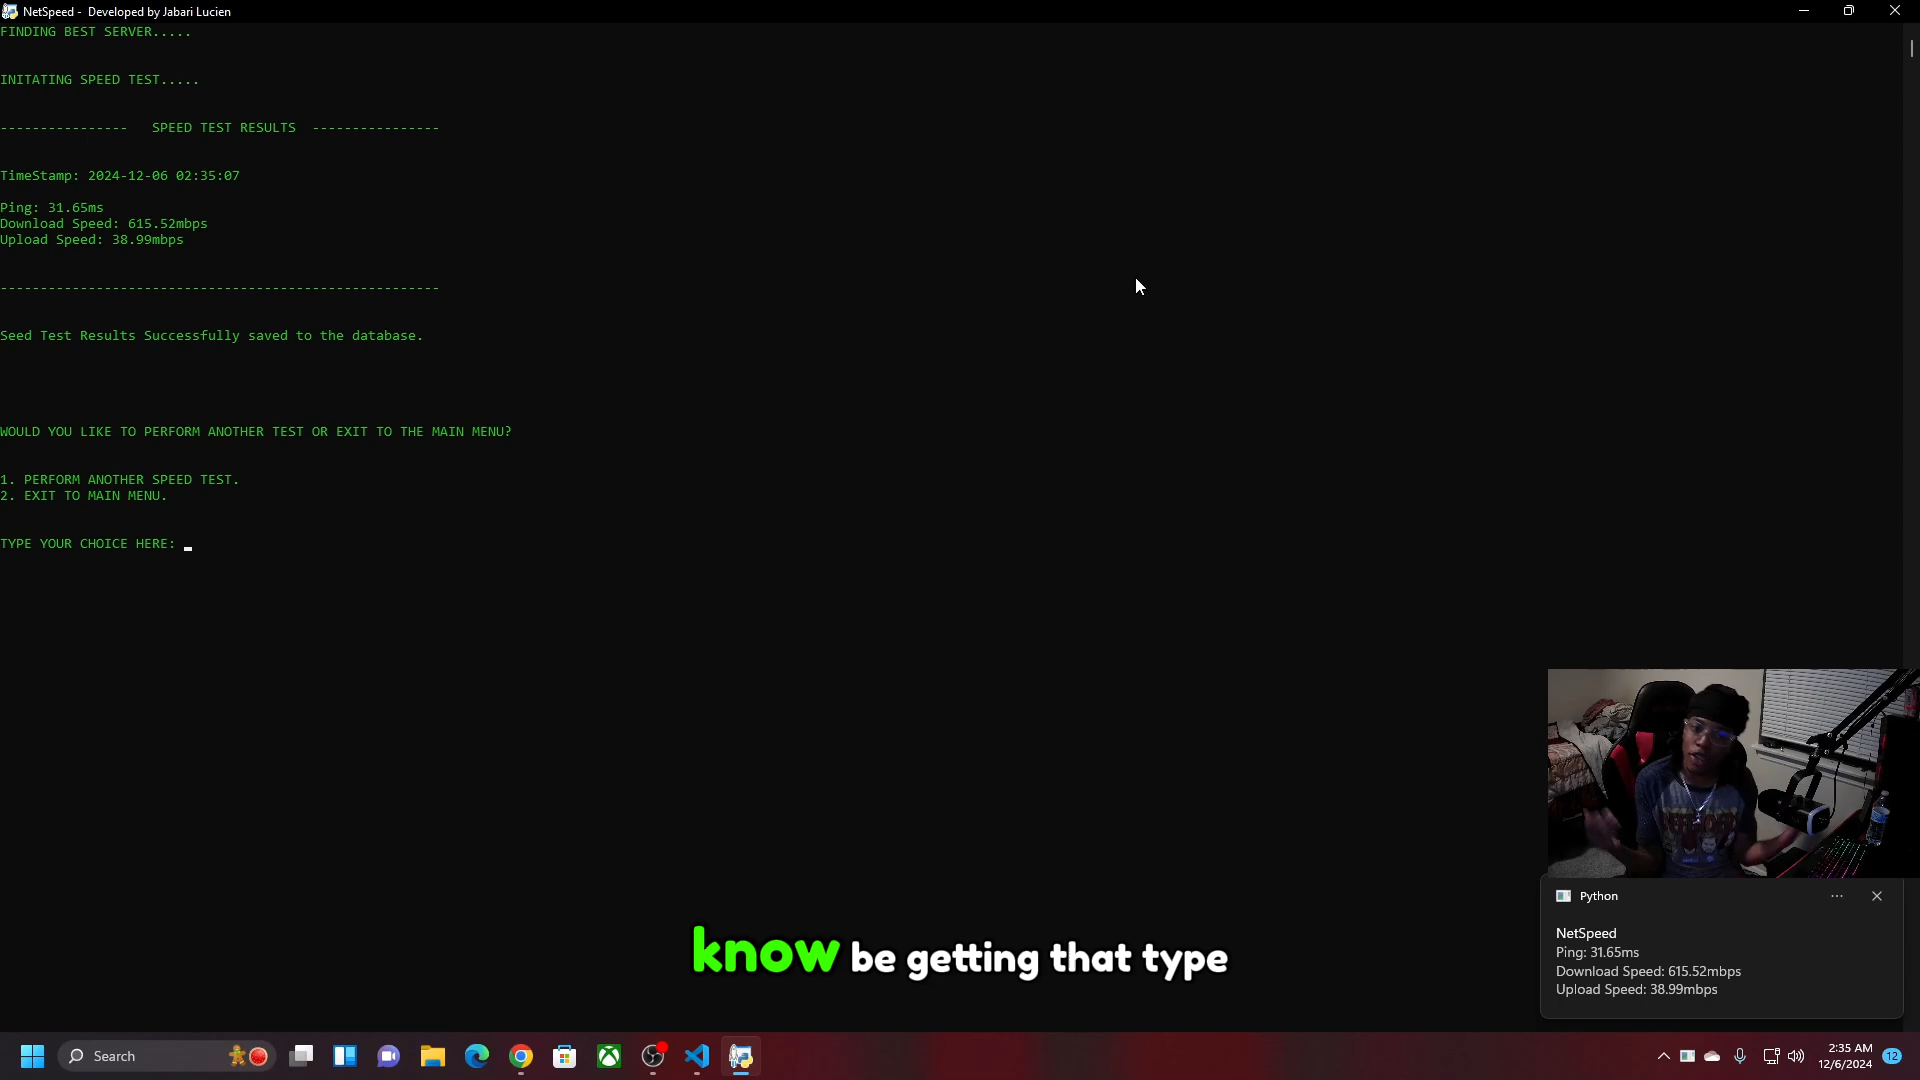 NetSpeed - Developed by Jabari Lucien
FINDING BEST SERVER.....
INITATING SPEED TEST.....
---------------- SPEED TEST RESULTS ----------------
TimeStamp: 2024-12-06 02:35:07
Ping: 31.65ms
Download Speed: 615.52mbps
Upload Speed: 38.99mbps
-------------------------------------------------------
Seed Test Results Successfully saved to the database.
WOULD YOU LIKE TO PERFORM ANOTHER TEST OR EXIT TO THE MAIN MENU?
1. PERFORM ANOTHER SPEED TEST.
2. EXIT TO MAIN MENU.
TYPE YOUR CHOICE HERE:
know be getting that type
Python
NetSpeed
Ping: 31.65ms
Download Speed: 615.52mbps
Upload Speed: 38.99mbps
Search
2:35 AM
12/6/2024
12